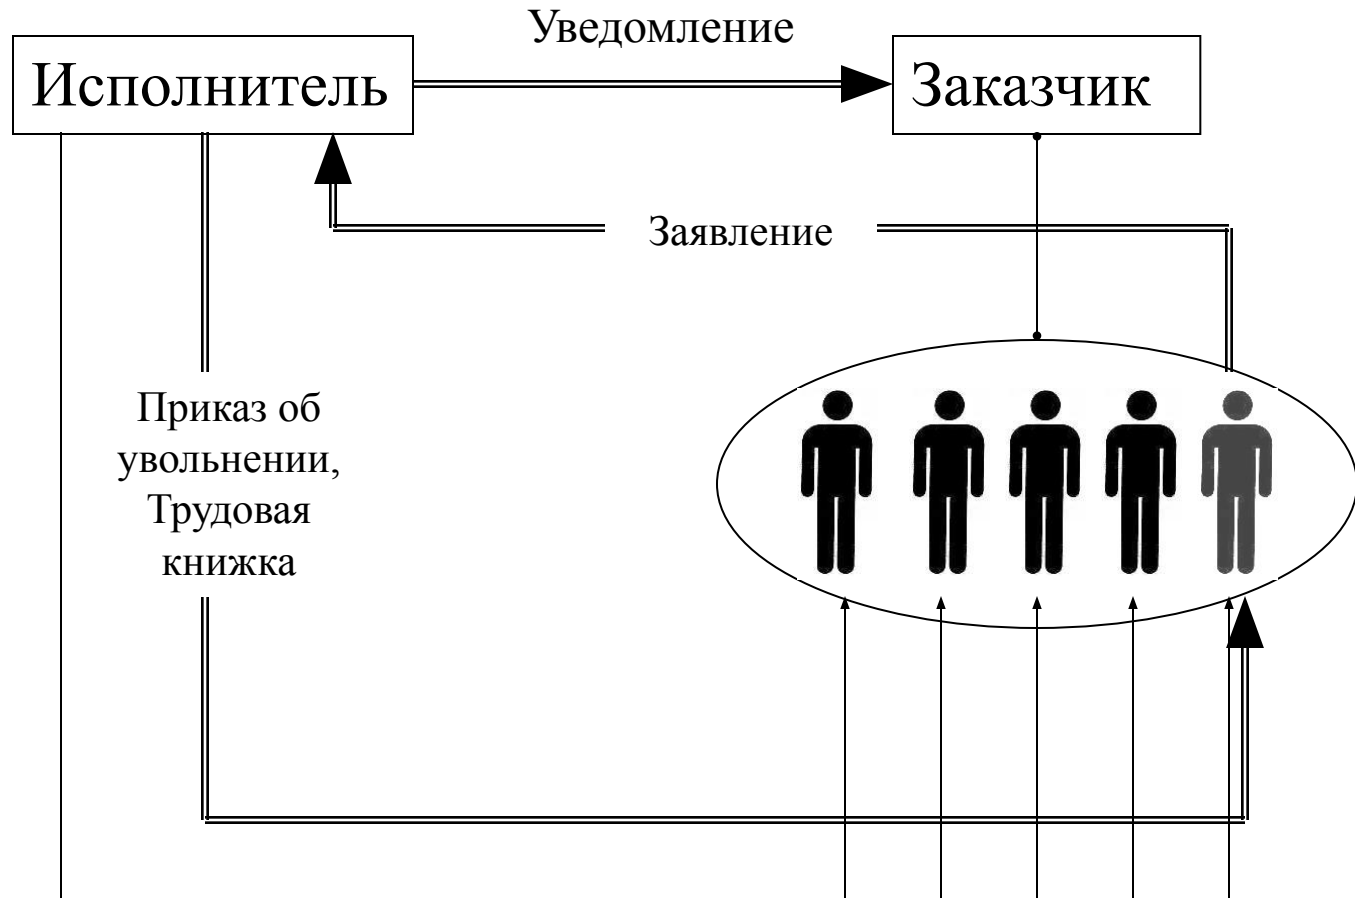 Уведомление
Исполнитель
Заказчик
Заявление
Приказ об
увольнении,
Трудовая
книжка